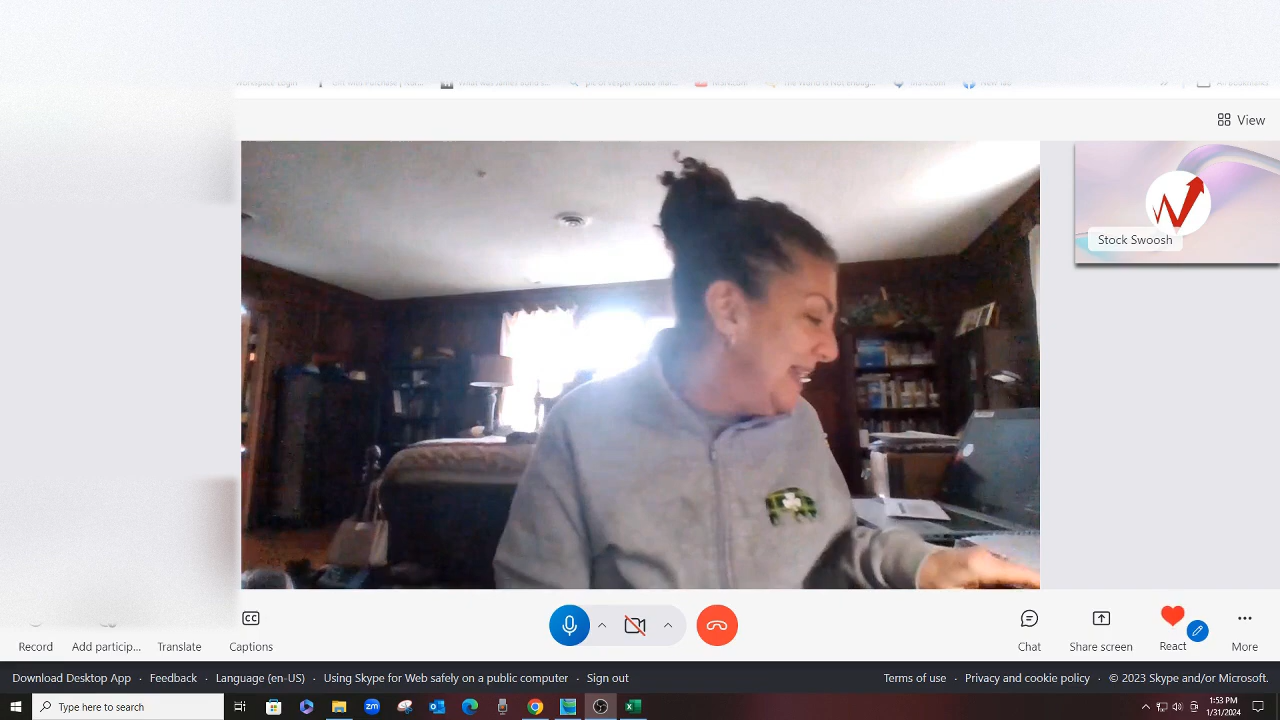 View
Stock Swoosh
CC
Record
Add particip...
Translate
Captions
Chat
Share screen
React
More
Download Desktop App · Feedback · Language (en-US) · Using Skype for Web safely on a public computer · Sign out
Terms of use · Privacy and cookie policy · © 2023 Skype and/or Microsoft.
Type here to search
zm
1:53 PM
1/31/2024